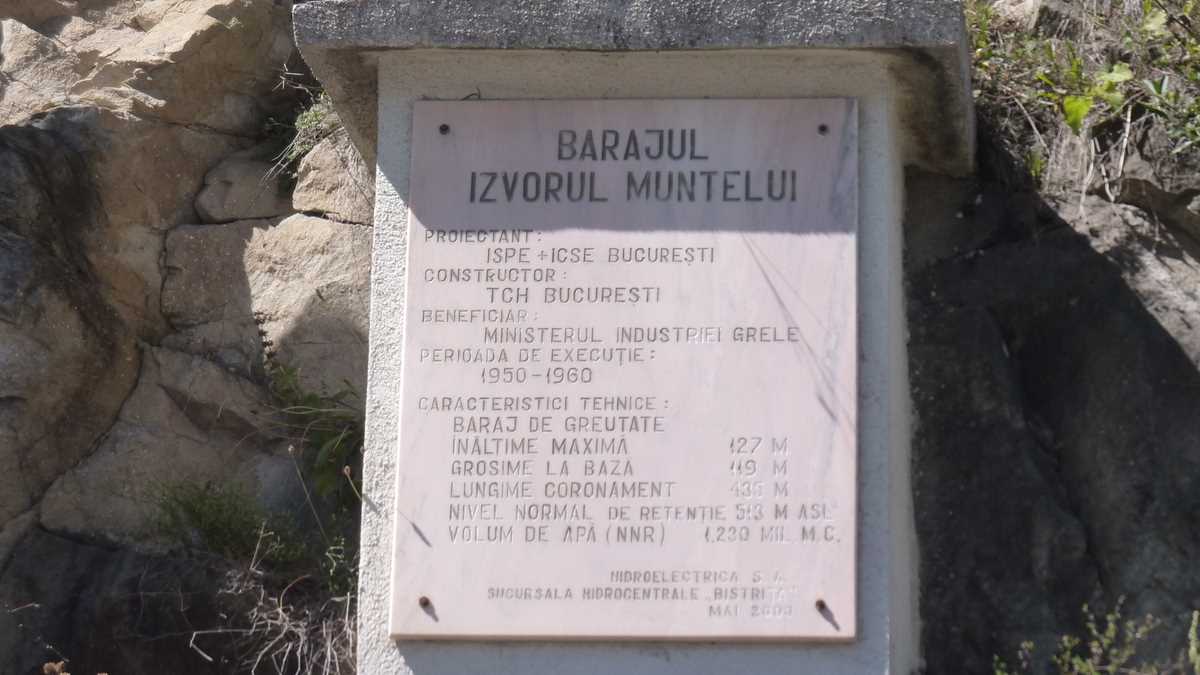 BARAJUL
IZVORUL MUNTELUI
PROIECTANT:
ISPE + ICSE BUCUREȘTI
CONSTRUCTOR:
TCH BUCUREȘTI
BENEFICIAR:
MINISTERUL INDUSTRIEI GRELE
PERIOADA DE EXECUȚIE:
1950-1960
CARACTERISTICI TEHNICE:
BARAJ DE GREUTATE
ÎNĂLȚIME MAXIMĂ 127 M
GROSIME LA BAZĂ 119 M
LUNGIME CORONAMENT 435 M
NIVEL NORMAL DE RETENȚIE 513 M ASL
VOLUM DE APĂ (NNR) 1.230 MIL M.C.
HIDROELECTRICA S.A.
SUCURSALA HIDROCENTRALE „BISTRIȚA"
MAI